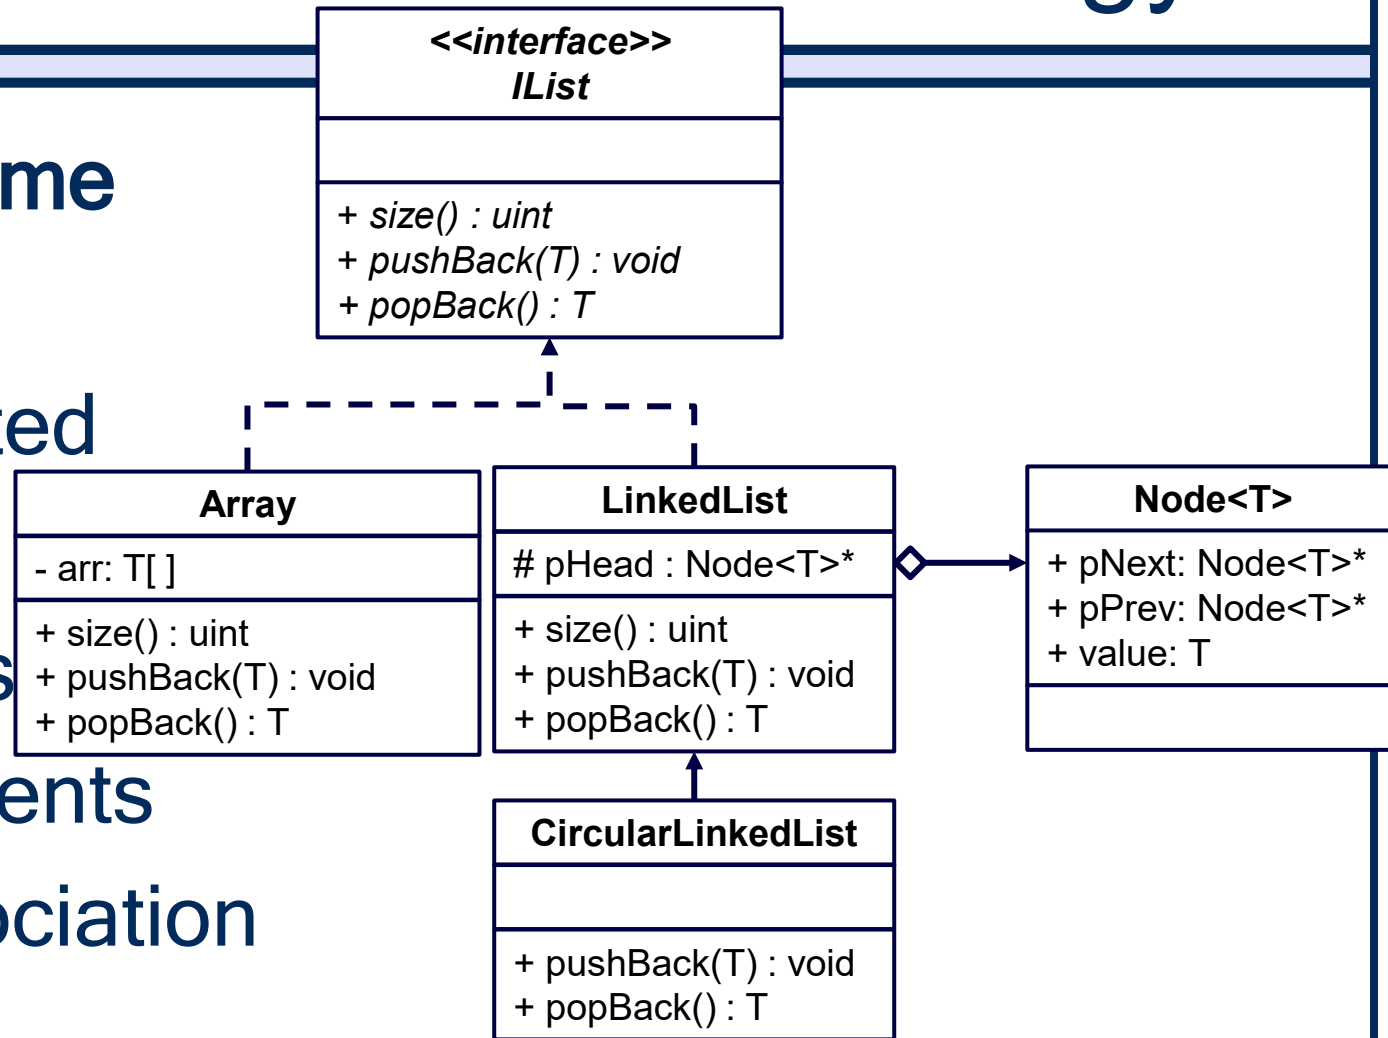 gy
<<interface>>
IList
me
+ size() : uint
+ pushBack(T) : void
+ popBack() : T
ted
Array
- arr: T[ ]
+ size() : uint
+ pushBack(T) : void
+ popBack() : T
LinkedList
# pHead : Node<T>*
+ size() : uint
+ pushBack(T) : void
+ popBack() : T
Node<T>
+ pNext: Node<T>*
+ pPrev: Node<T>*
+ value: T
s
ents
CircularLinkedList
ociation
+ pushBack(T) : void
+ popBack() : T